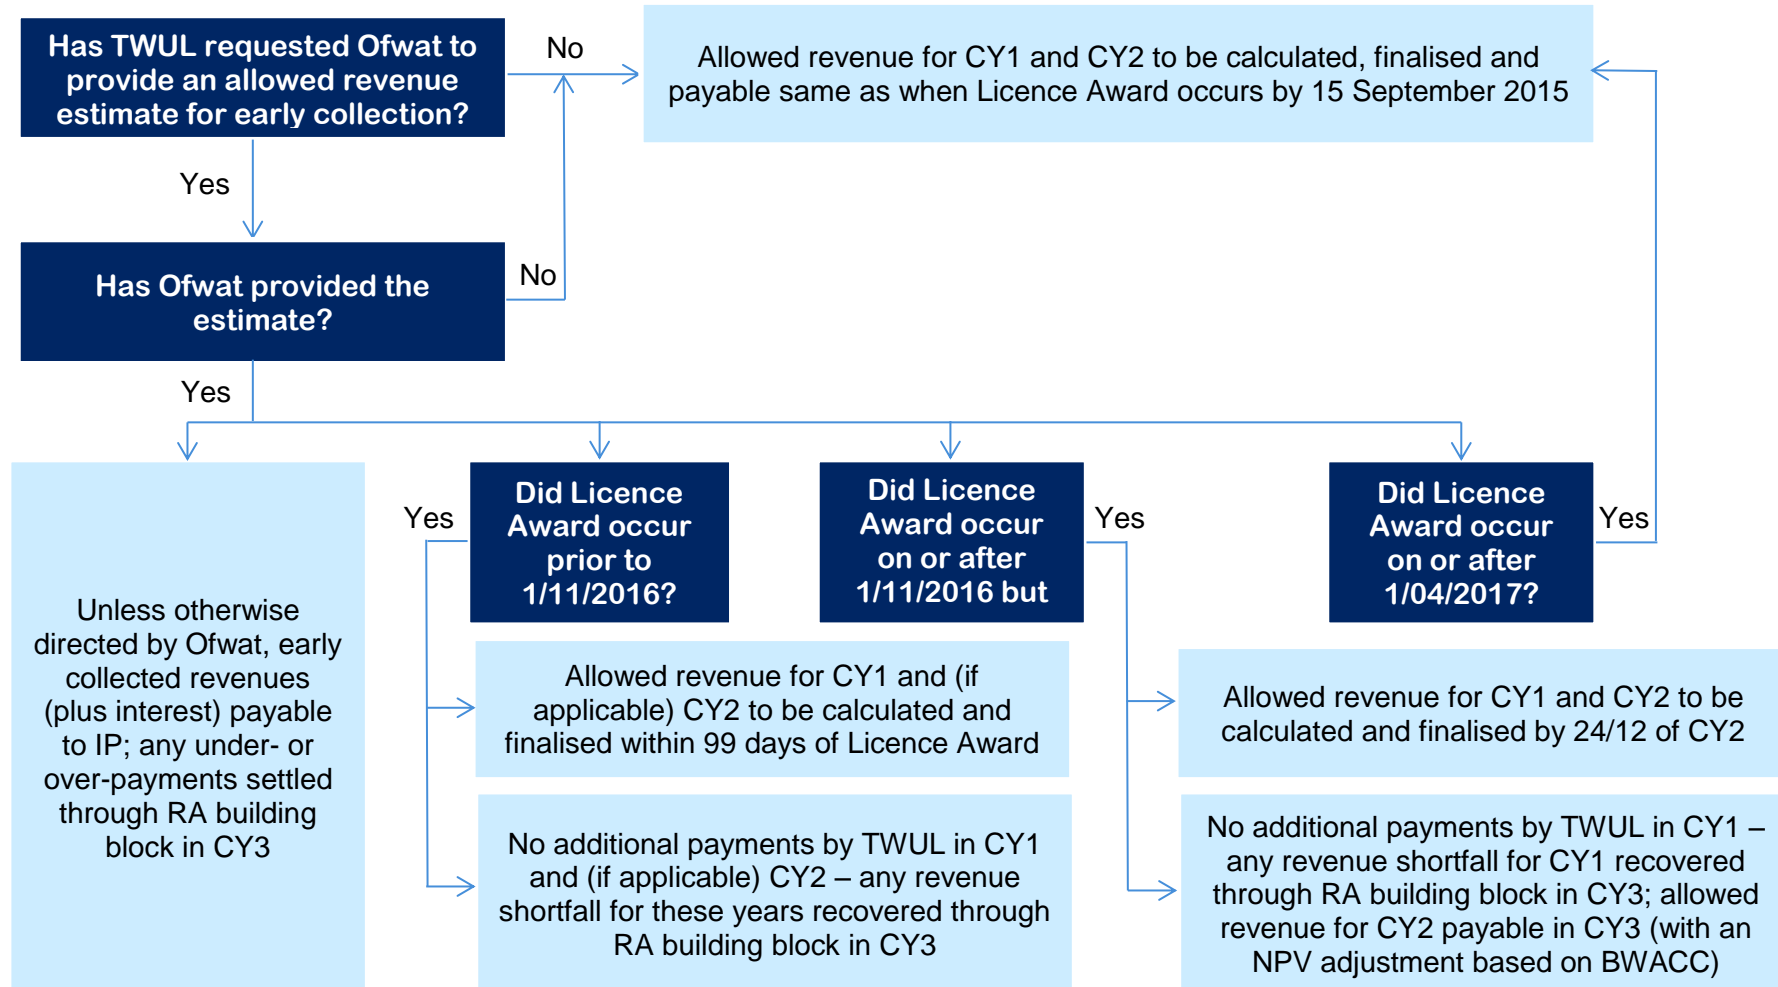 Has TWUL requested Ofwat to
provide an allowed revenue
estimate for early collection?
No
Allowed revenue for CY1 and CY2 to be calculated, finalised and
payable same as when Licence Award occurs by 15 September 2015
Yes
Has Ofwat provided the
estimate?
No
Yes
Unless otherwise
directed by Ofwat, early
collected revenues
(plus interest) payable
to IP; any under- or
over-payments settled
through RA building
block in CY3
Yes
Did Licence
Award occur
prior to
1/11/2016?
Did Licence
Award occur
on or after
1/11/2016 but
Yes
Did Licence
Award occur
on or after
1/04/2017?
Yes
Allowed revenue for CY1 and (if
applicable) CY2 to be calculated and
finalised within 99 days of Licence Award
No additional payments by TWUL in CY1
and (if applicable) CY2 – any revenue
shortfall for these years recovered through
RA building block in CY3
Allowed revenue for CY1 and CY2 to be
calculated and finalised by 24/12 of CY2
No additional payments by TWUL in CY1 –
any revenue shortfall for CY1 recovered
through RA building block in CY3; allowed
revenue for CY2 payable in CY3 (with an
NPV adjustment based on BWACC)